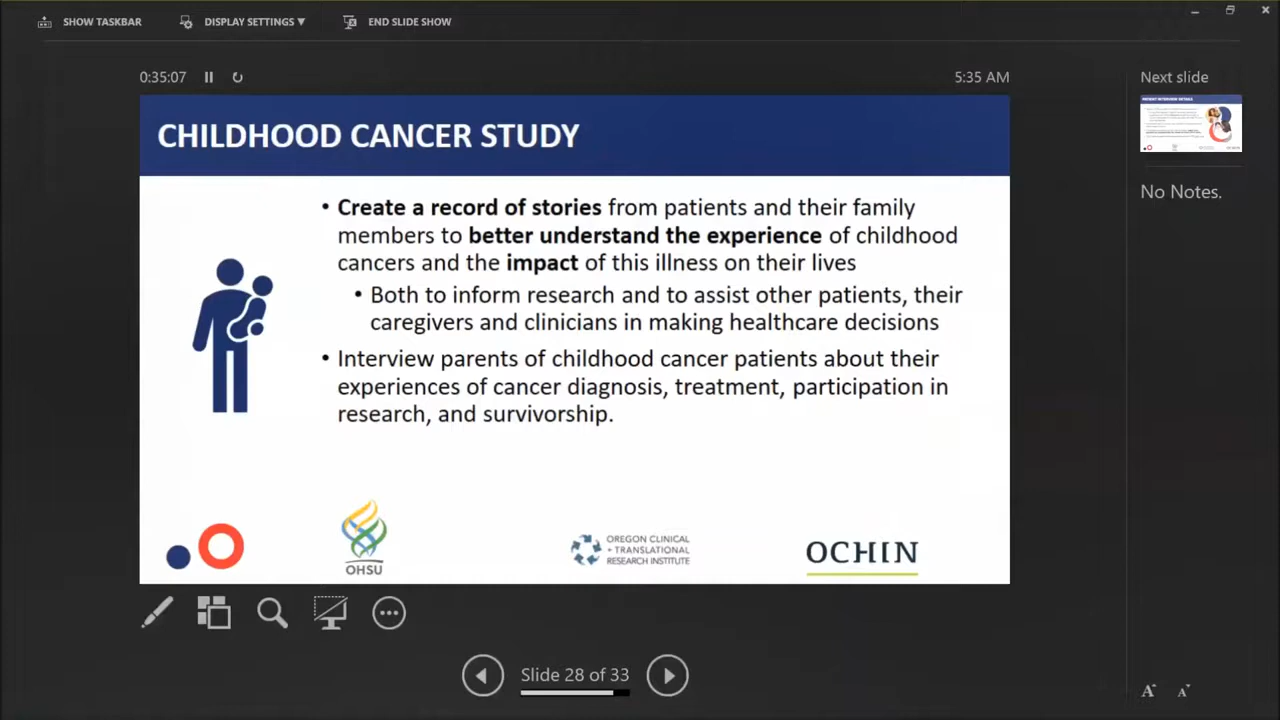 SHOW TASKBAR
DISPLAY SETTINGS ▼
END SLIDE SHOW
0:35:07
5:35 AM
Next slide
CHILDHOOD CANCER STUDY
• Create a record of stories from patients and their family
members to better understand the experience of childhood
cancers and the impact of this illness on their lives
• Both to inform research and to assist other patients, their
caregivers and clinicians in making healthcare decisions
• Interview parents of childhood cancer patients about their
experiences of cancer diagnosis, treatment, participation in
research, and survivorship.
OHSU
OREGON CLINICAL
+ TRANSLATIONAL
RESEARCH INSTITUTE
OCHIN
PATIENT INTERVIEW DETAILS
No Notes.
Slide 28 of 33
A A